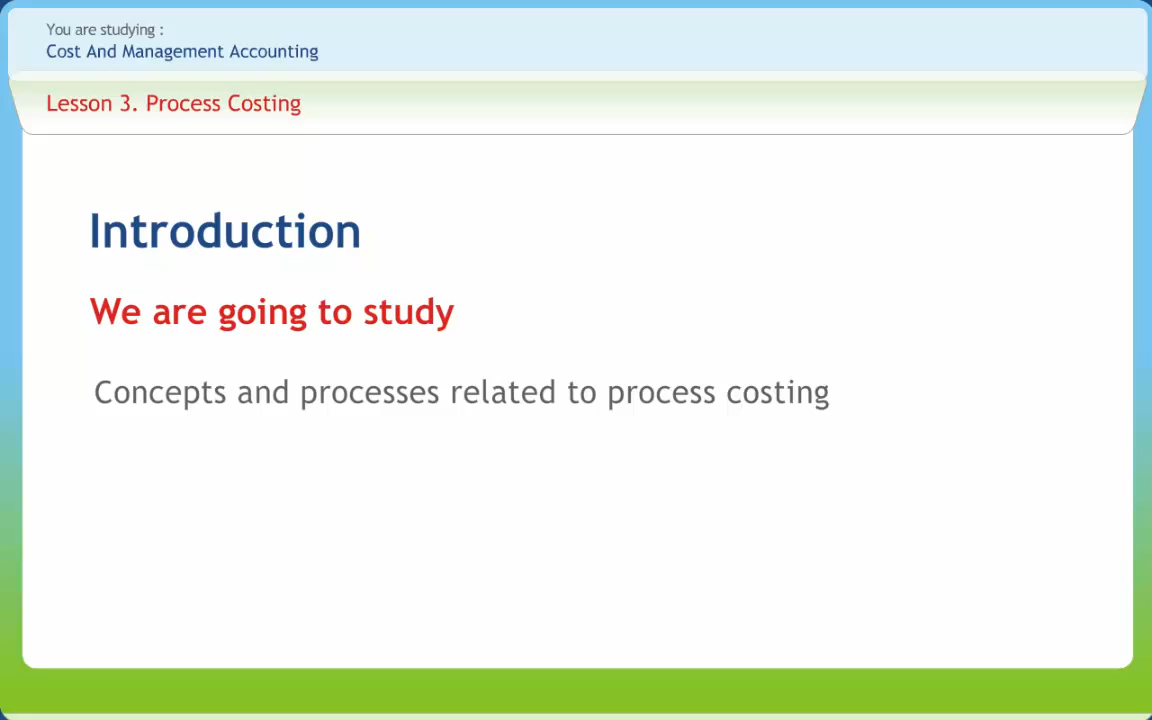 You are studying :
Cost And Management Accounting
Lesson 3. Process Costing
Introduction
We are going to study
Concepts and processes related to process costing